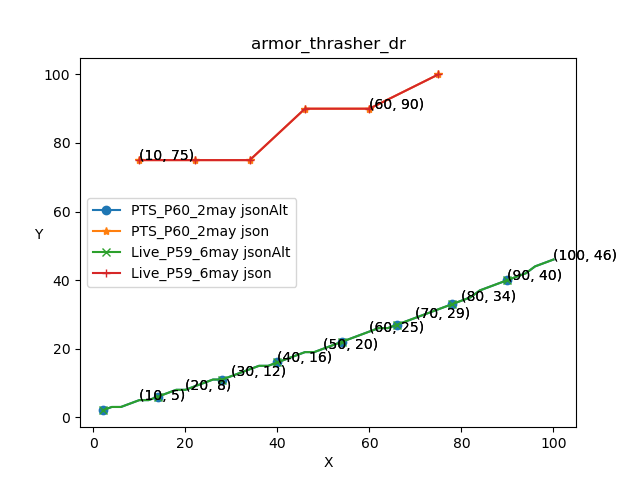 armor_thrasher_dr
100
80
60
40
20
0
Y
(10, 75)
(60, 90)
PTS_P60_2may jsonAlt
PTS_P60_2may json
Live_P59_6may jsonAlt
Live_P59_6may json
(10, 5)
(20, 8)
(30, 12)
(40, 16)
(50, 20)
(60, 25)
(70, 29)
(80, 34)
(90, 40)
(100, 46)
0 20 40 60 80 100
X